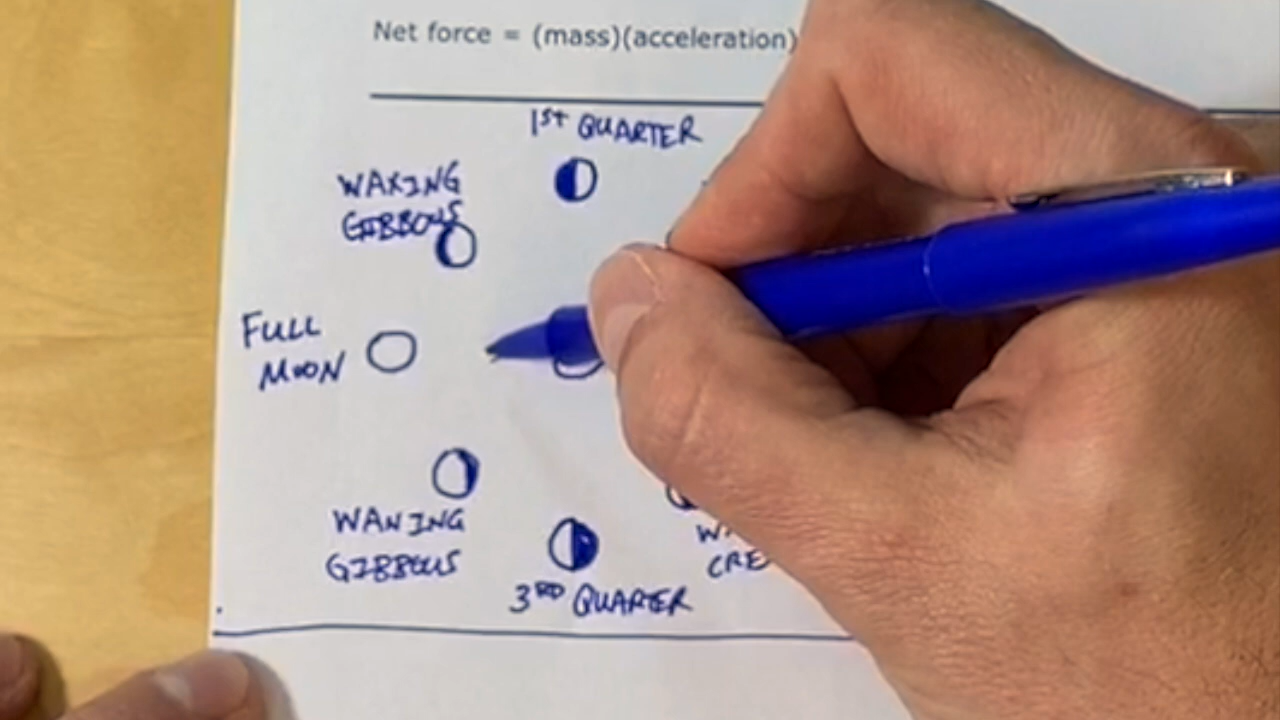 Net force = (mass)(acceleration)
1ST QUARTER
WAXING
GIBBOUS
FULL
MOON
WANING
GIBBOUS
3RD QUARTER